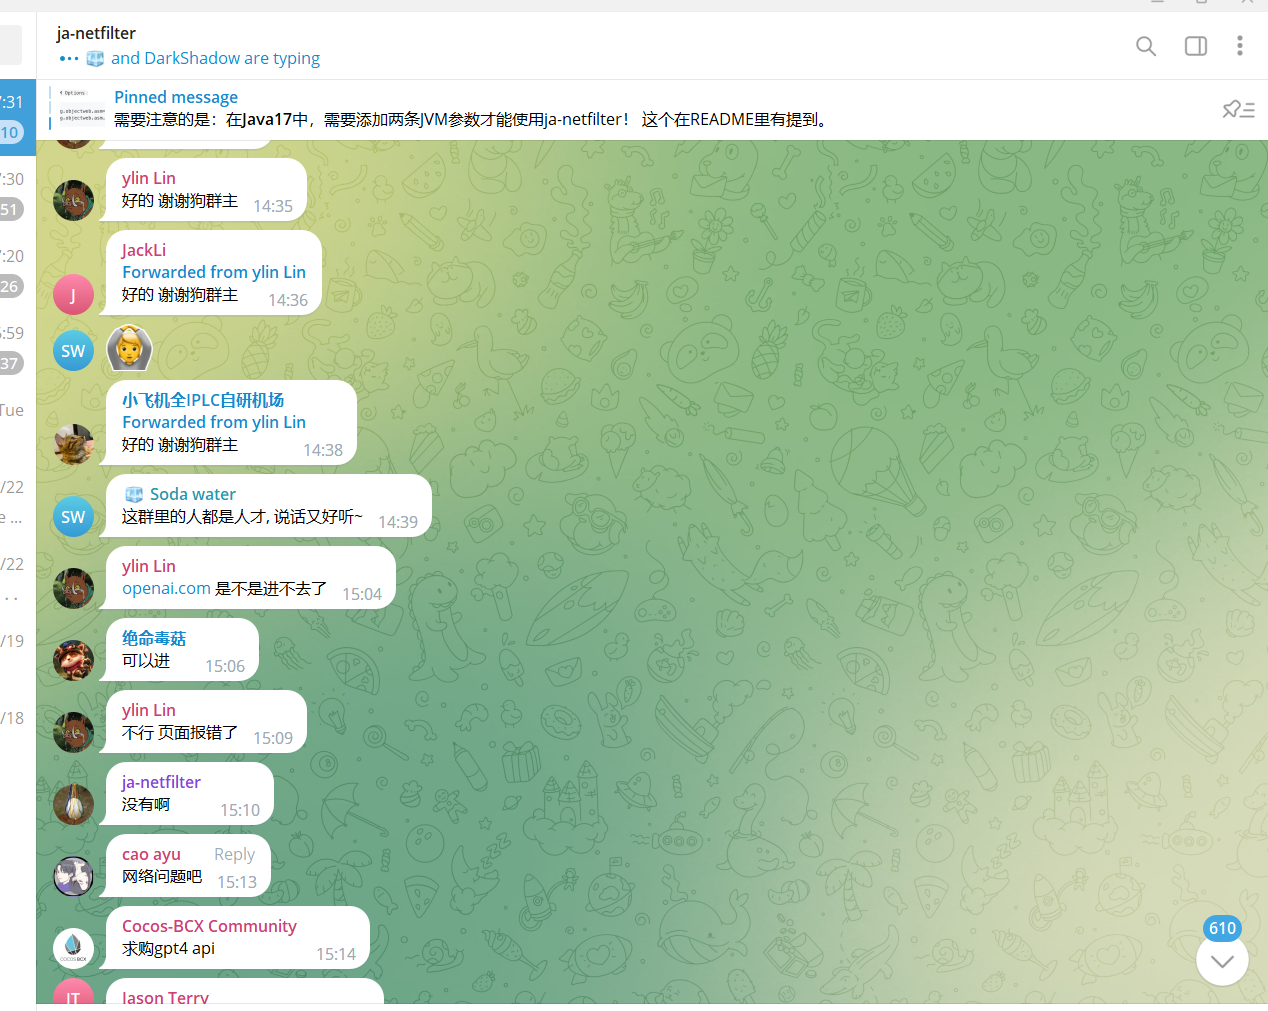 ja-netfilter
and DarkShadow are typing
Pinned message
需要注意的是：在Java17中，需要添加两条JVM参数才能使用ja-netfilter！ 这个在README里有提到。
:31
10
:30
51
:20
26
:59
37
Tue
/22
e ...
/22
. .
/19
/18
ylin Lin
好的 谢谢狗群主 14:35
JackLi
Forwarded from ylin Lin
好的 谢谢狗群主 14:36
J
SW
小飞机全IPLC自研机场
Forwarded from ylin Lin
好的 谢谢狗群主 14:38
Soda water
这群里的人都是人才, 说话又好听~ 14:39
SW
ylin Lin
openai.com 是不是进不去了 15:04
绝命毒菇
可以进 15:06
ylin Lin
不行 页面报错了 15:09
ja-netfilter
没有啊 15:10
cao ayu Reply
网络问题吧 15:13
Cocos-BCX Community
求购gpt4 api 15:14
COCOS BCX
610
JT
Jason Terry